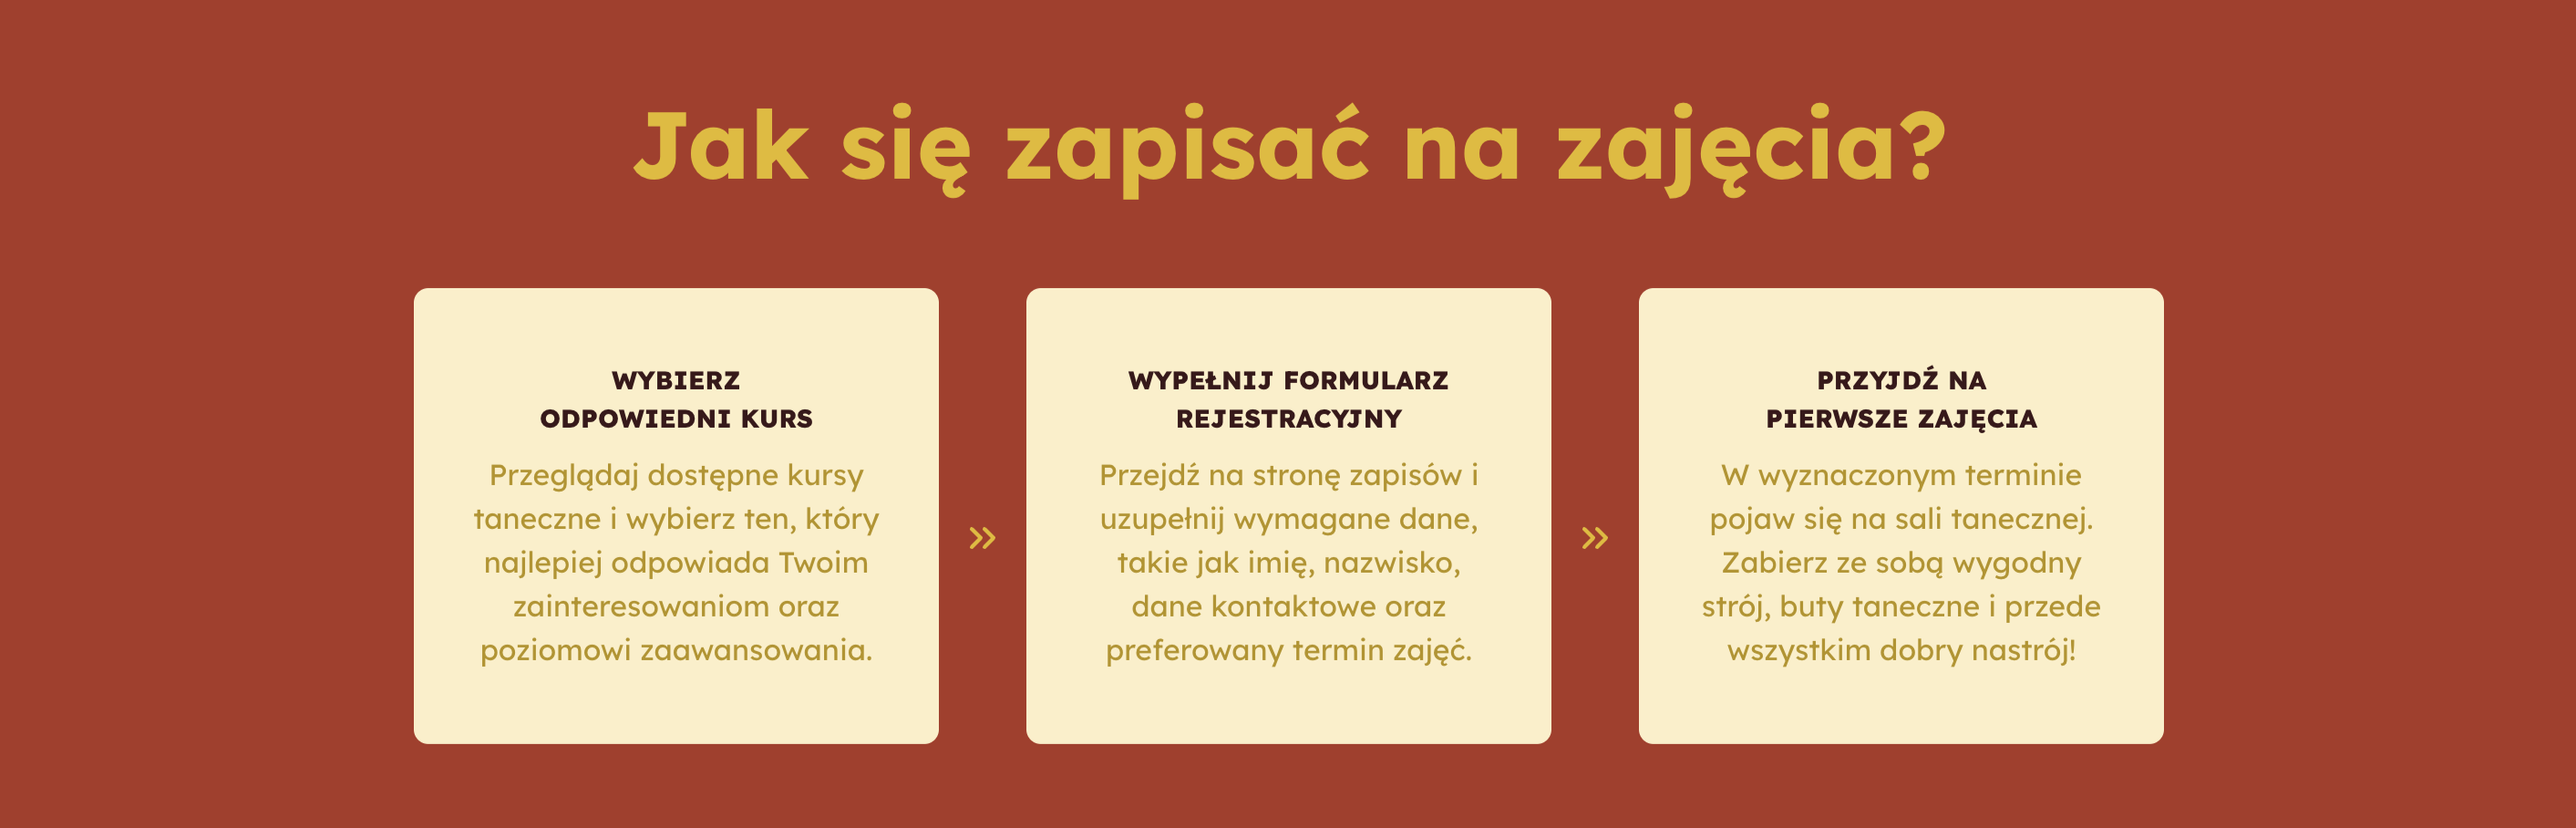 Jak się zapisać na zajęcia?
WYBIERZ
ODPOWIEDNI KURS
Przeglądaj dostępne kursy
taneczne i wybierz ten, który
najlepiej odpowiada Twoim
zainteresowaniom oraz
poziomowi zaawansowania.
»
WYPEŁNIJ FORMULARZ
REJESTRACYJNY
Przejdź na stronę zapisów i
uzupełnij wymagane dane,
takie jak imię, nazwisko,
dane kontaktowe oraz
preferowany termin zajęć.
»
PRZYJDŹ NA
PIERWSZE ZAJĘCIA
W wyznaczonym terminie
pojaw się na sali tanecznej.
Zabierz ze sobą wygodny
strój, buty taneczne i przede
wszystkim dobry nastrój!